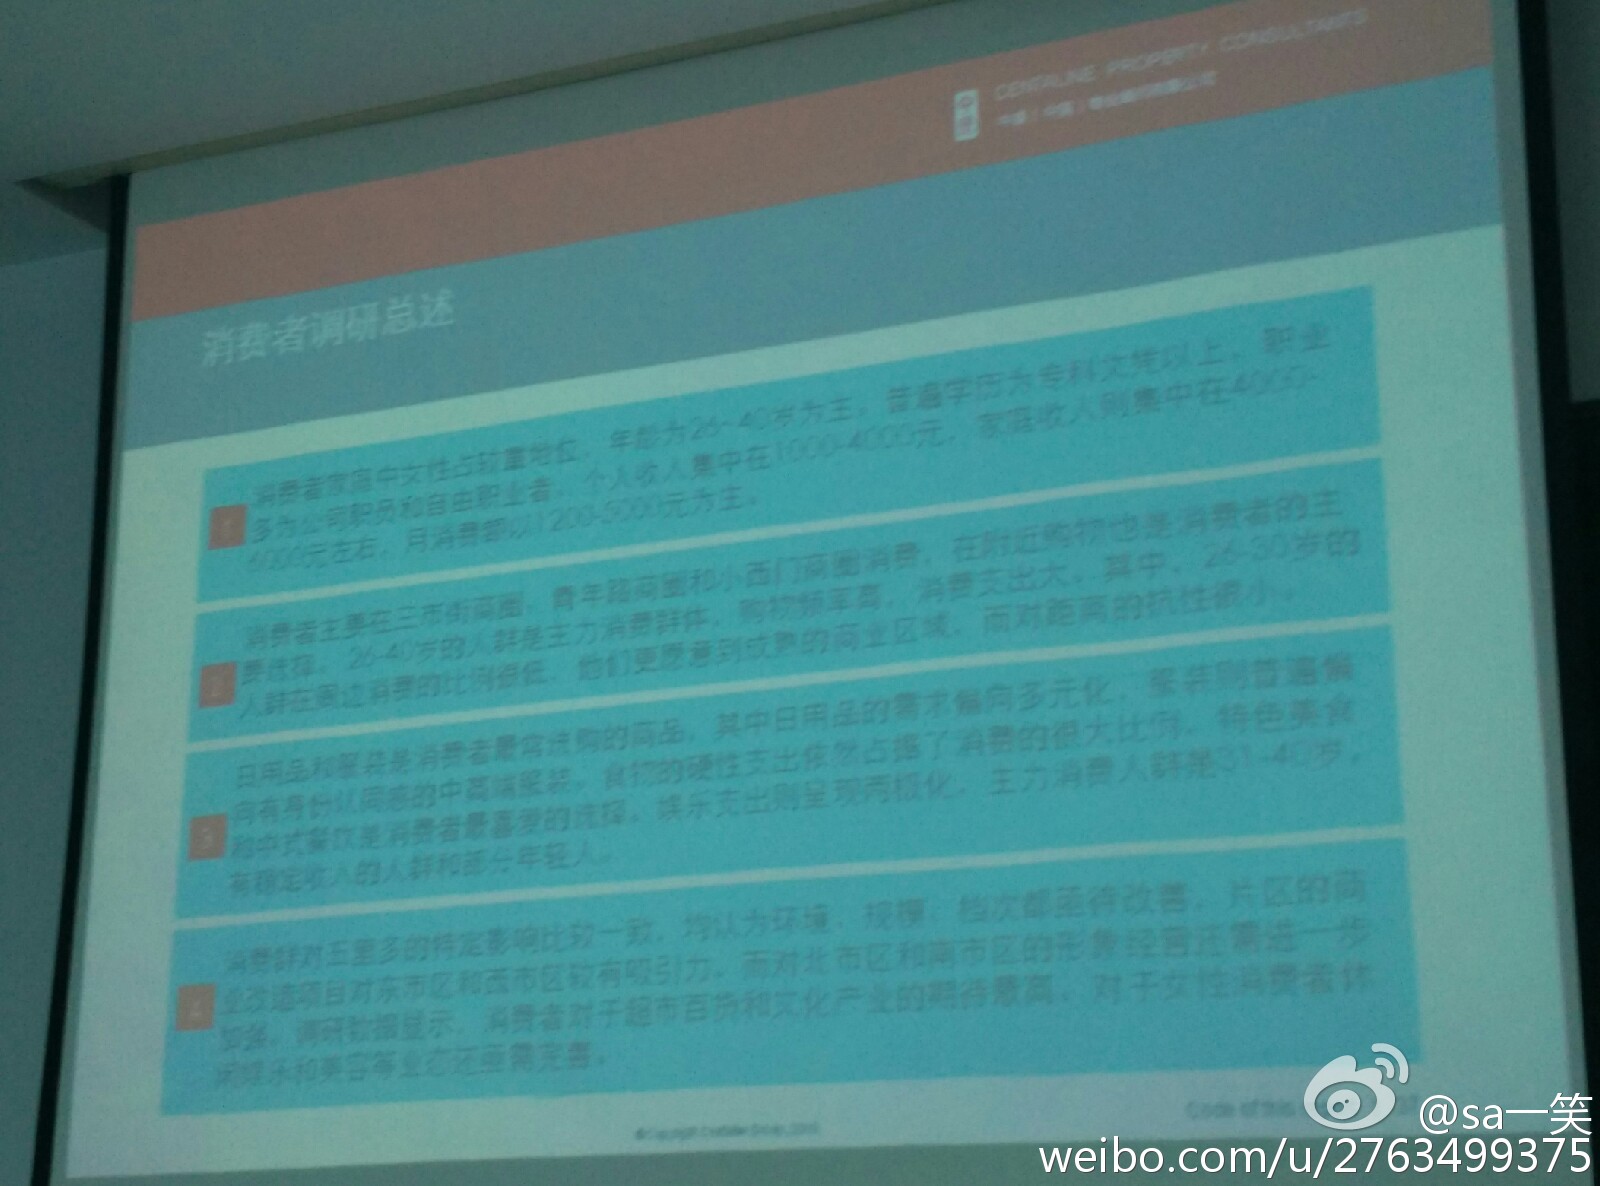 CENTALINE PROPERTY CONSULTANTS
消费者调研总述
1
消费者家庭中女性占较重地位，年龄为26-40岁为主，普遍学历为专科文凭以上，职业
多为公司职员和自由职业者，个人收入集中在1000-4000元，家庭收入则集中在4000-
6000元左右，月消费额以1200-3000元为主。
2
消费者主要在三市街商圈、青年路商圈和小西门商圈消费，在附近购物也是消费者的主
要选择。26-40岁的人群是主力消费群体，购物频率高，消费支出大。其中，26-30岁的
人群在周边消费的比例很低，他们更愿意到成熟的商业区域，而对距离的抗性很小。
3
日用品和服装是消费者最常选购的商品，其中日用品的需求偏向多元化，服装则普遍偏
向有身份认同感的中高端服装。食物的硬性支出依然占据了消费的很大比例，特色美食
和中式餐饮是消费者最喜爱的选择。娱乐支出则呈现两极化，主力消费人群是31-40岁，
有稳定收入的人群和部分年轻人。
4
消费群对五里多的特定影响比较一致，均认为环境、规模、档次都亟待改善，片区的商
业改造项目对东市区和西市区较有吸引力。而对北市区和南市区的形象经营还需进一步
加强。调研数据显示，消费者对于超市百货和文化产业的期待最高，对于女性消费者休
闲娱乐和美容等业态还亟需完善。
@sa一笑
weibo.com/u/2763499375